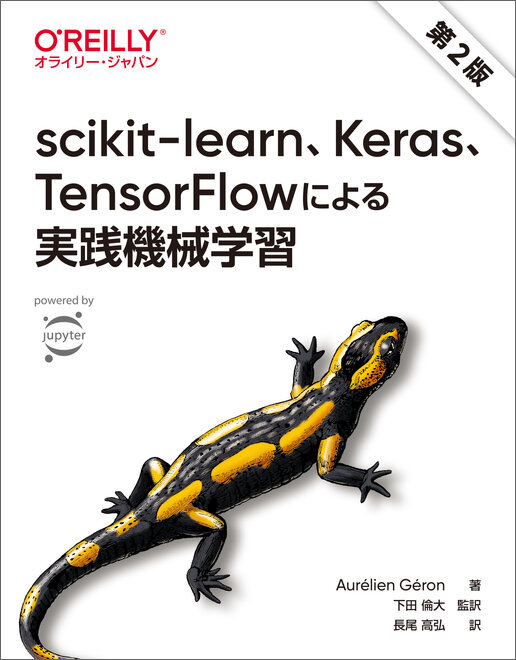 O'REILLY®
オライリー・ジャパン
第2版
scikit-learn、Keras、
TensorFlowによる
実践機械学習
powered by
jupyter
Aurélien Géron 著
下田 倫大 監訳
長尾 高弘 訳